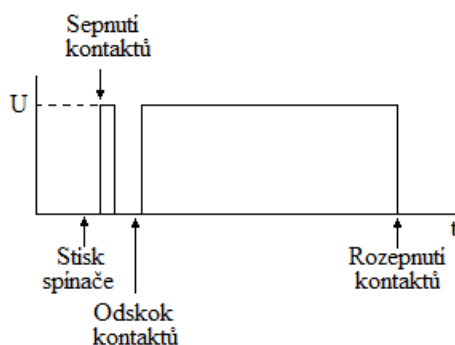 Sepnutí
kontaktů
U
t
Stisk
spínače
Odskok
kontaktů
Rozepnutí
kontaktů